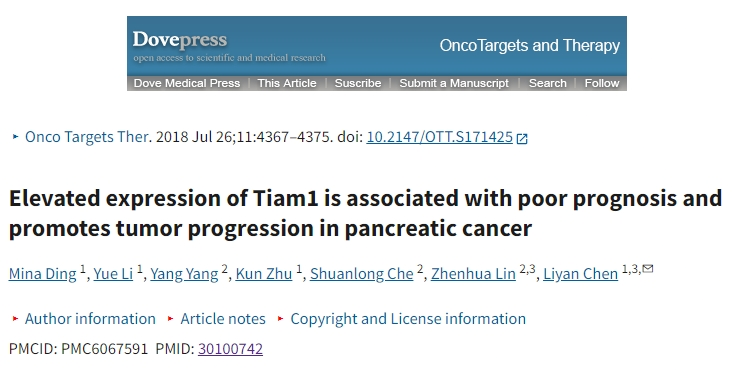 Dovepress
OncoTargets and Therapy
open access to scientific and medical research
Dove Medical Press | This Article | Suscribe | Submit a Manuscript | Search | Follow
Onco Targets Ther. 2018 Jul 26;11:4367–4375. doi: 10.2147/OTT.S171425
Elevated expression of Tiam1 is associated with poor prognosis and
promotes tumor progression in pancreatic cancer
Mina Ding 1, Yue Li 1, Yang Yang 2, Kun Zhu 1, Shuanlong Che 2, Zhenhua Lin 2,3, Liyan Chen 1,3,✉
‣ Author information ‣ Article notes ‣ Copyright and License information
PMCID: PMC6067591 PMID: 30100742